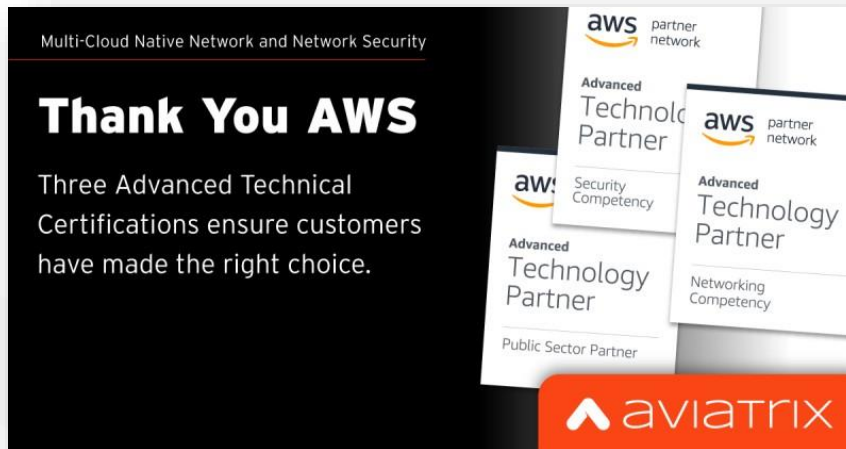 Multi-Cloud Native Network and Network Security
Thank You AWS
Three Advanced Technical
Certifications ensure customers
have made the right choice.
aws partner
network
Advanced
Technolo
Partner
Security
Competency
aws partner
network
Advanced
Technology
Partner
Networking
Competency
aws
Advanced
Technology
Partner
Public Sector Partner
aviatrix